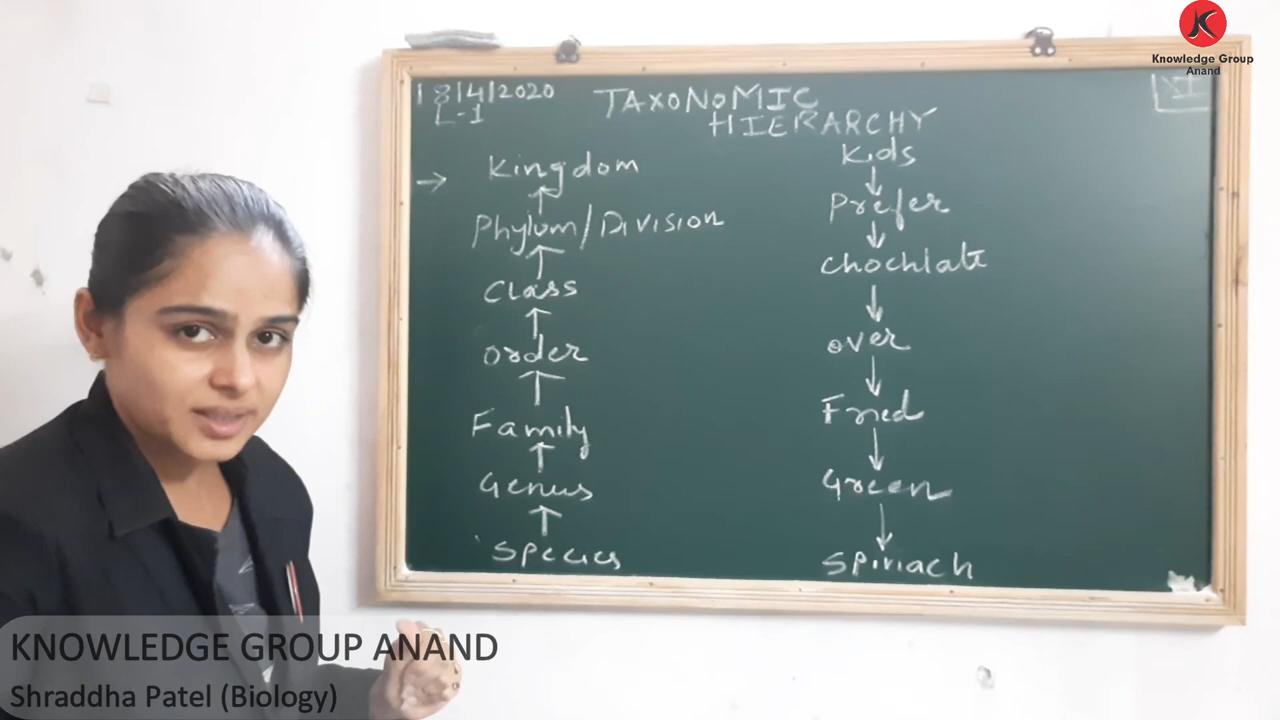 Knowledge Group
Anand
18/4/2020
L-1
XI
TAXONOMIC
HIERARCHY
→ Kingdom
↑
Phylum/Division
↑
Class
↑
order
↑
Family
↑
Genus
↑
Species
Kids
↓
Prefer
↓
chochlate
↓
over
↓
Fried
↓
Green
↓
Spinach
KNOWLEDGE GROUP ANAND
Shraddha Patel (Biology)